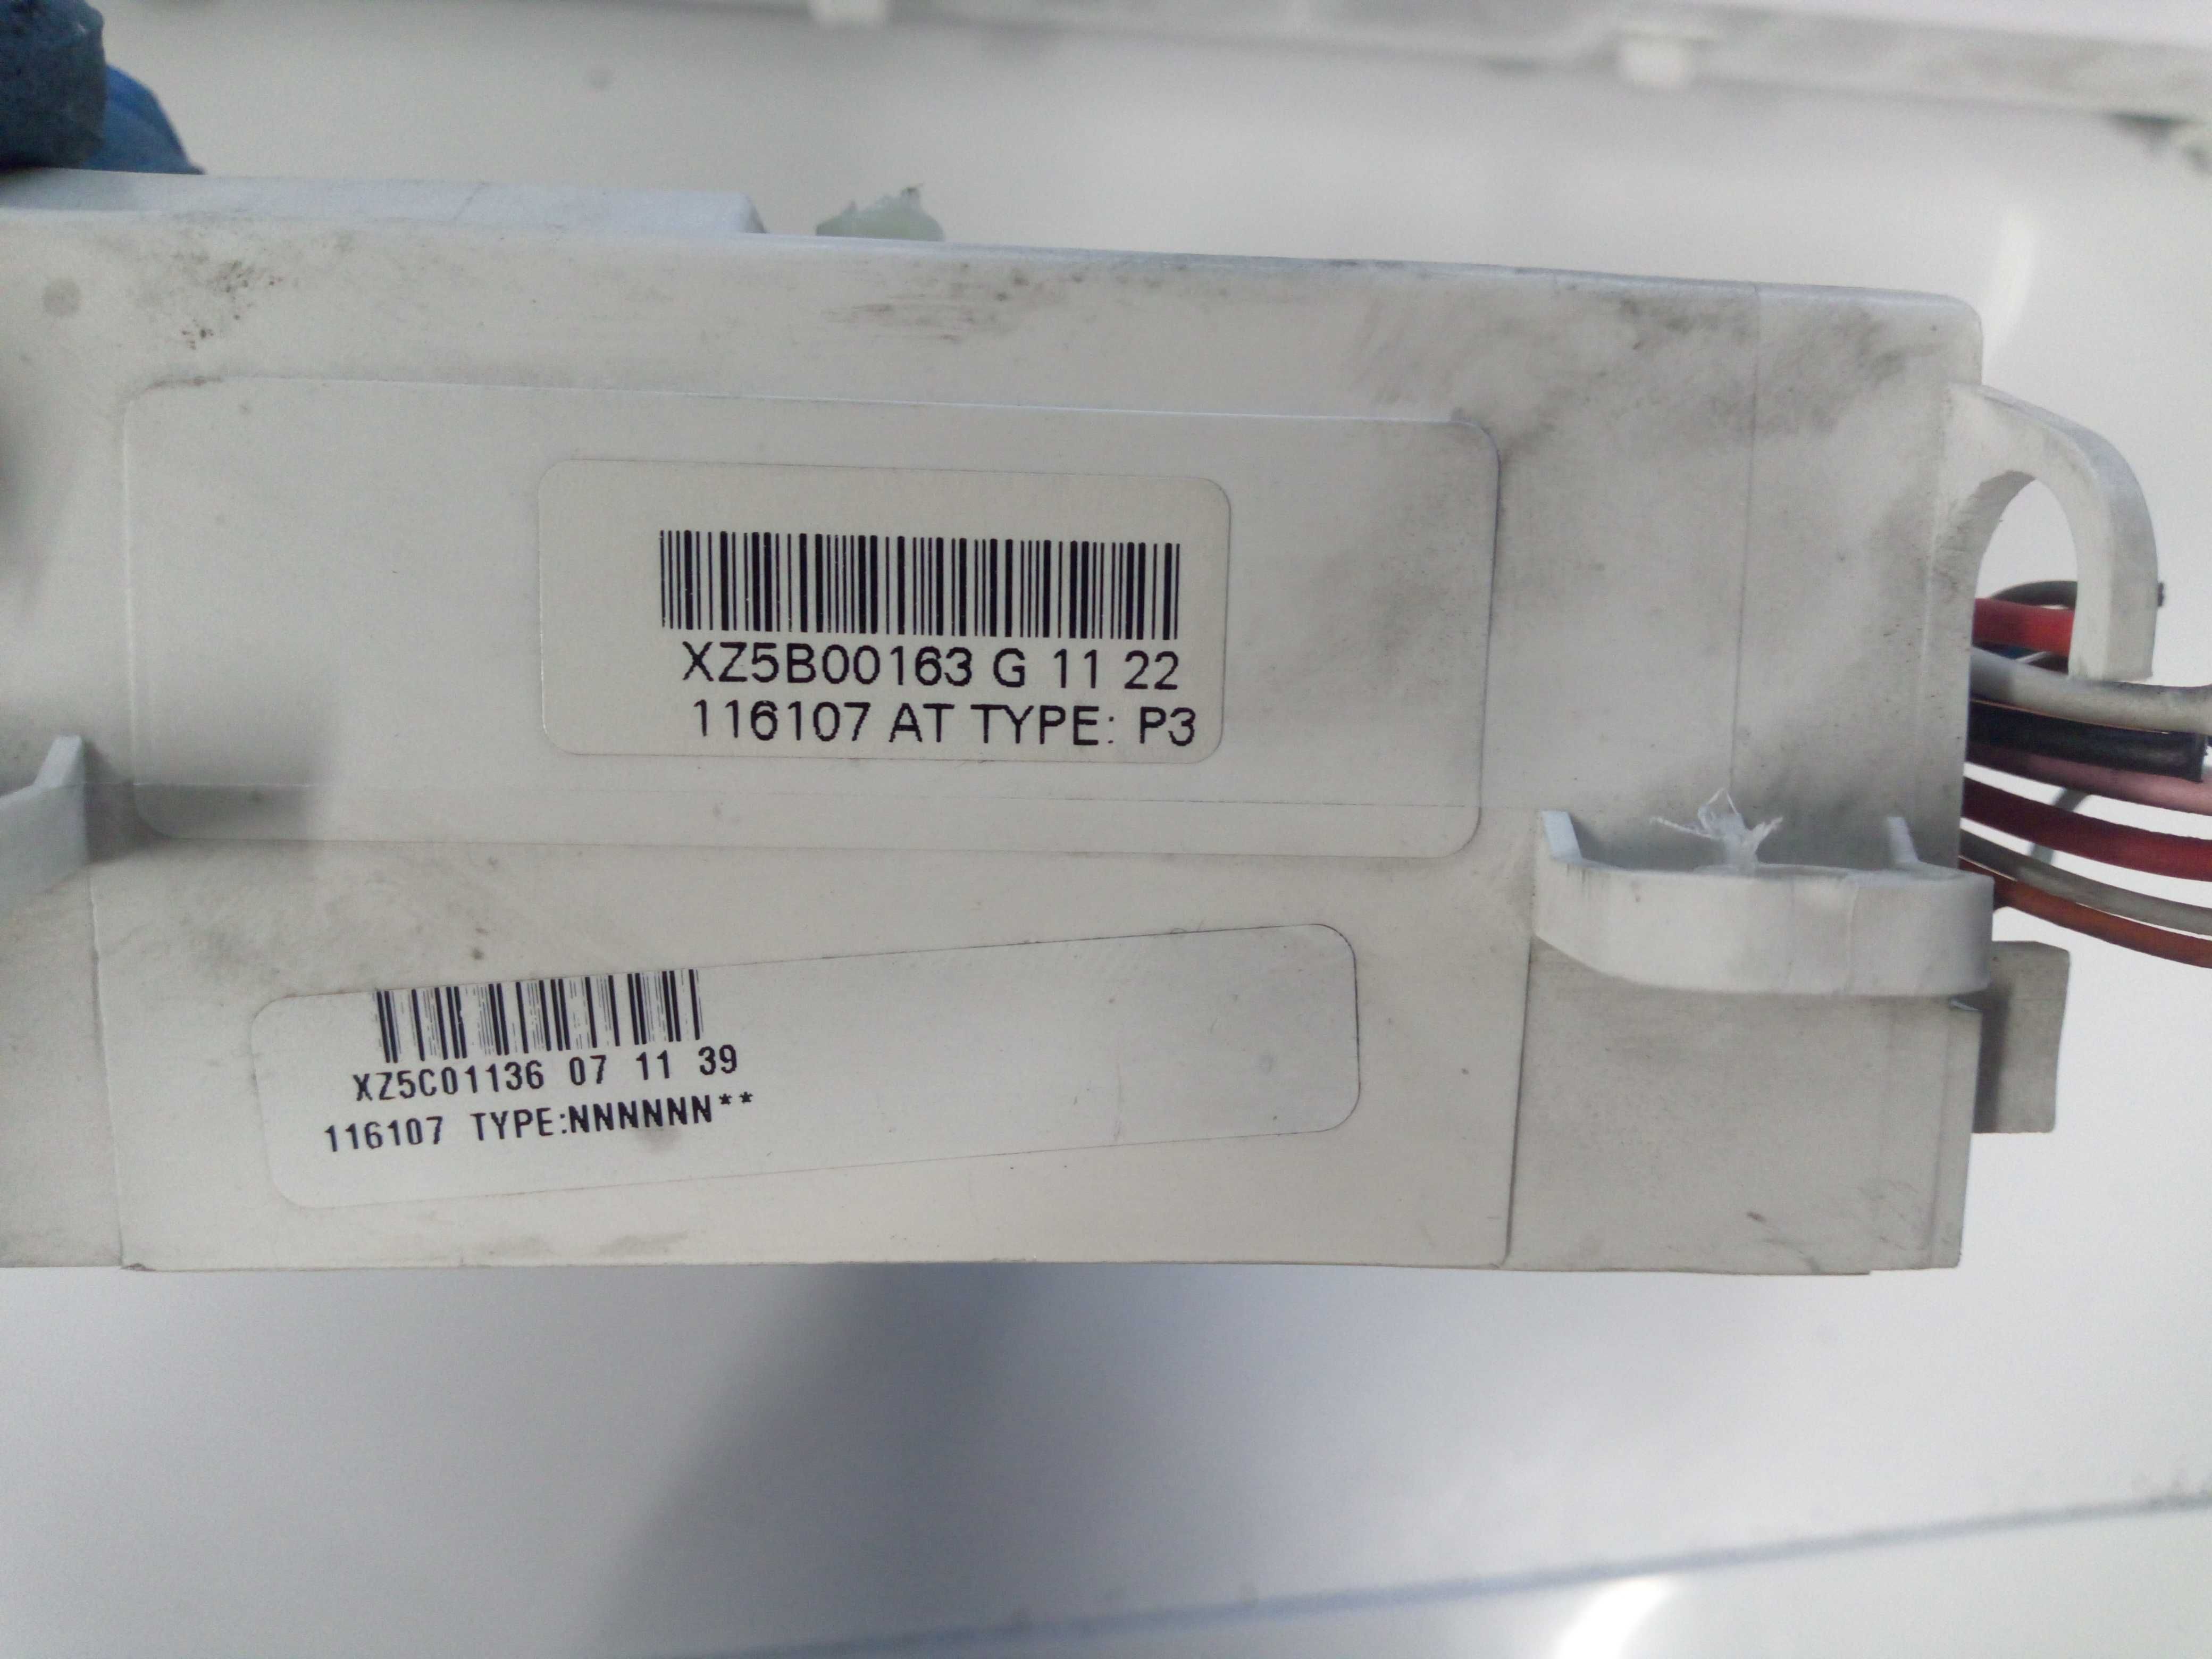 XZ5B00163 G 11 22
116107 AT TYPE: P3
XZ5C01136 07 11 39
116107 TYPE:NNNNNN**